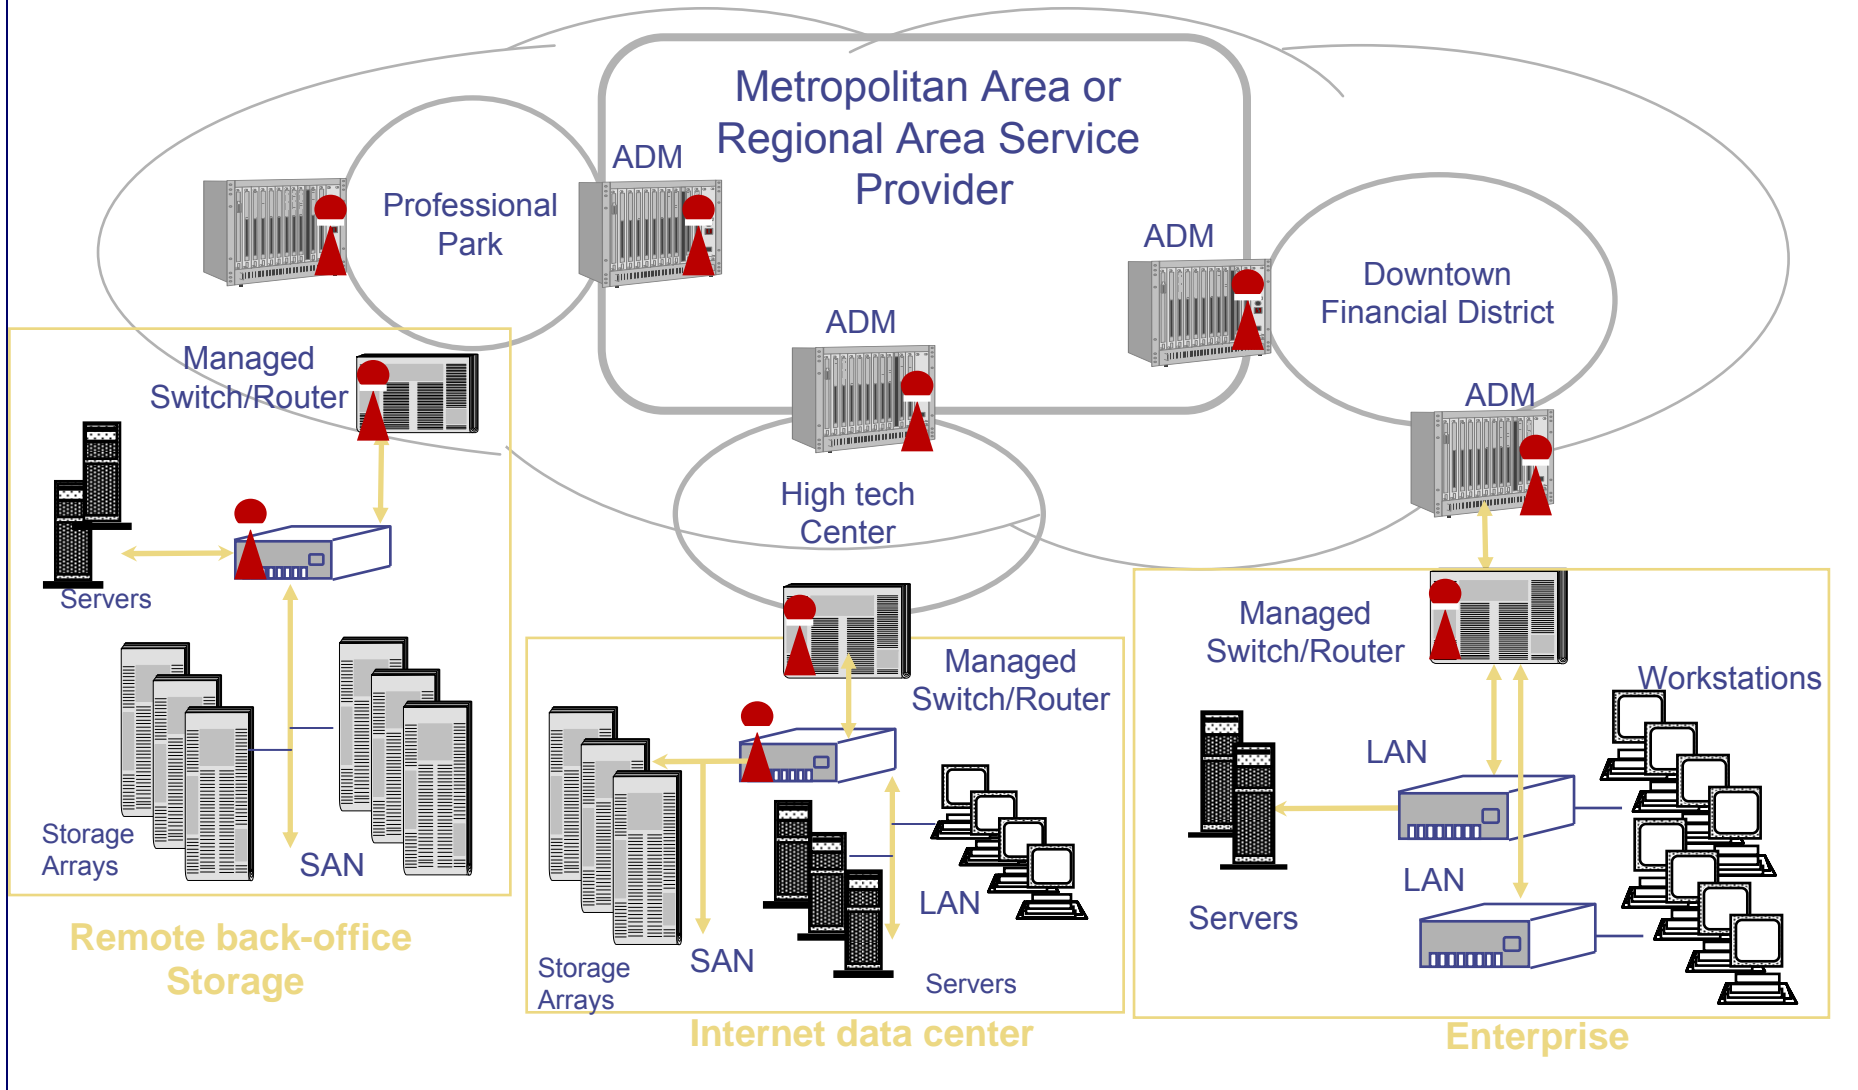 Metropolitan Area or
Regional Area Service
Provider
ADM
Professional
Park
ADM
Downtown
Financial District
ADM
ADM
High tech
Center
Managed
Switch/Router
Servers
Storage
Arrays
SAN
Remote back-office
Storage
Managed
Switch/Router
LAN
SAN
Storage
Arrays
Servers
Internet data center
Managed
Switch/Router
Workstations
LAN
LAN
Servers
Enterprise